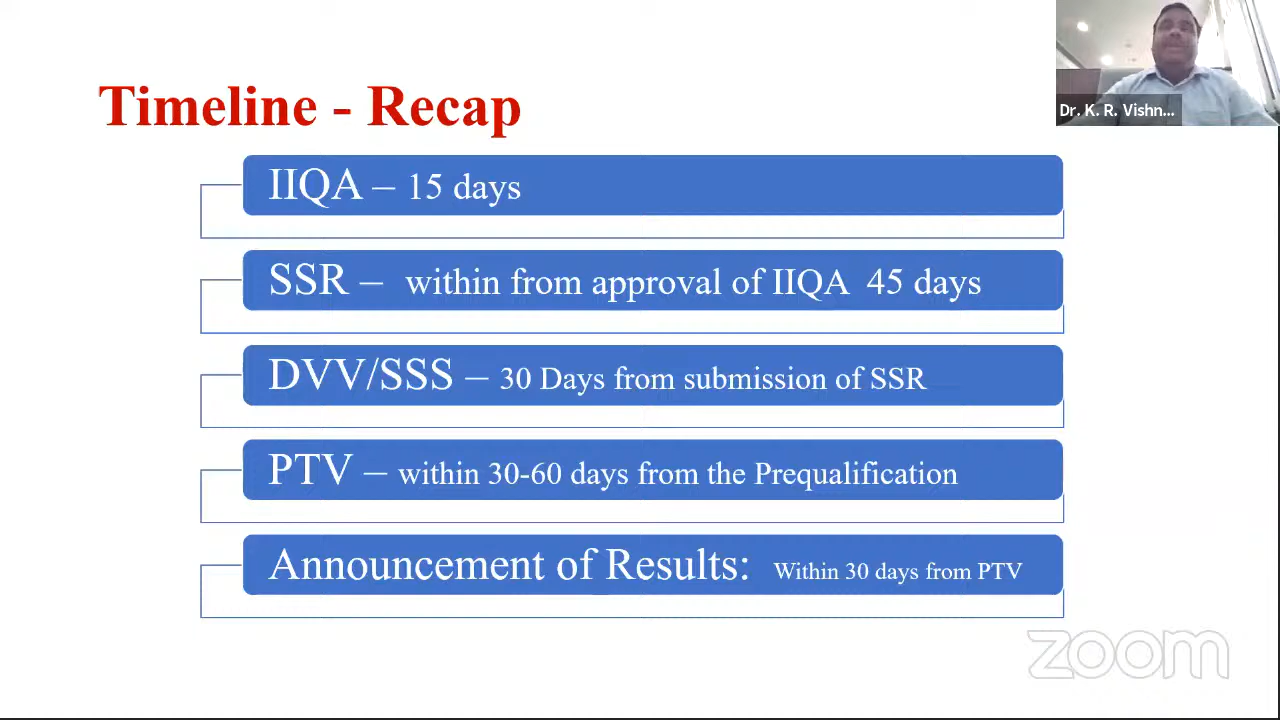 Timeline - Recap
Dr. K. R. Vishn...
IIQA – 15 days
SSR – within from approval of IIQA 45 days
DVV/SSS – 30 Days from submission of SSR
PTV – within 30-60 days from the Prequalification
Announcement of Results: Within 30 days from PTV
zoom